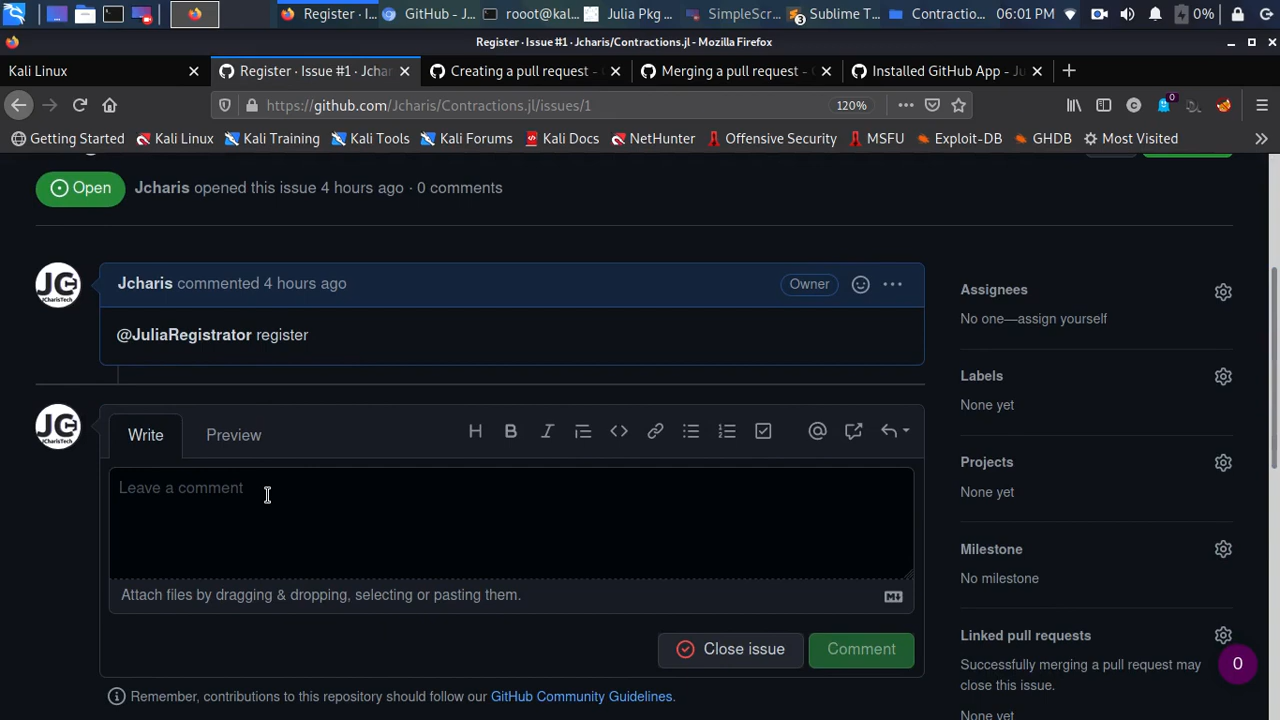 Register · I...
GitHub - J...
rooot@kal...
Julia Pkg ...
SimpleScr...
3
Sublime T...
Contractio...
06:01 PM
0%
Register · Issue #1 · Jcharis/Contractions.jl - Mozilla Firefox
Kali Linux
Register · Issue #1 · Jchar
Creating a pull request -
Merging a pull request -
Installed GitHub App - Ju
https://github.com/Jcharis/Contractions.jl/issues/1
120%
0
Getting Started
Kali Training
Kali Tools
Kali Forums
Kali Docs
NetHunter
Offensive Security
MSFU
Exploit-DB
GHDB
Most Visited
Open
Jcharis opened this issue 4 hours ago · 0 comments
JC
JCharisTech
Jcharis commented 4 hours ago
Owner
@JuliaRegistrator register
JC
JCharisTech
Write
Preview
Leave a comment
Attach files by dragging & dropping, selecting or pasting them.
Close issue
Comment
Remember, contributions to this repository should follow our GitHub Community Guidelines.
Assignees
No one—assign yourself
Labels
None yet
Projects
None yet
Milestone
No milestone
Linked pull requests
Successfully merging a pull request may
close this issue.
None yet
0